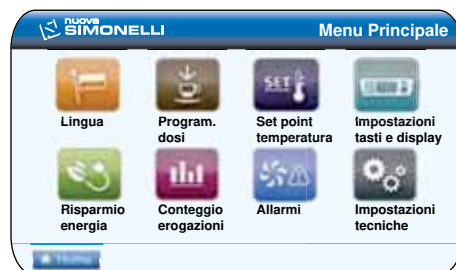 nuova
SIMONELLI
Menu Principale
SET
Lingua
Program.
dosi
Set point
temperatura
Impostazioni
tasti e display
Risparmio
energia
Conteggio
erogazioni
Allarmi
Impostazioni
tecniche
Home